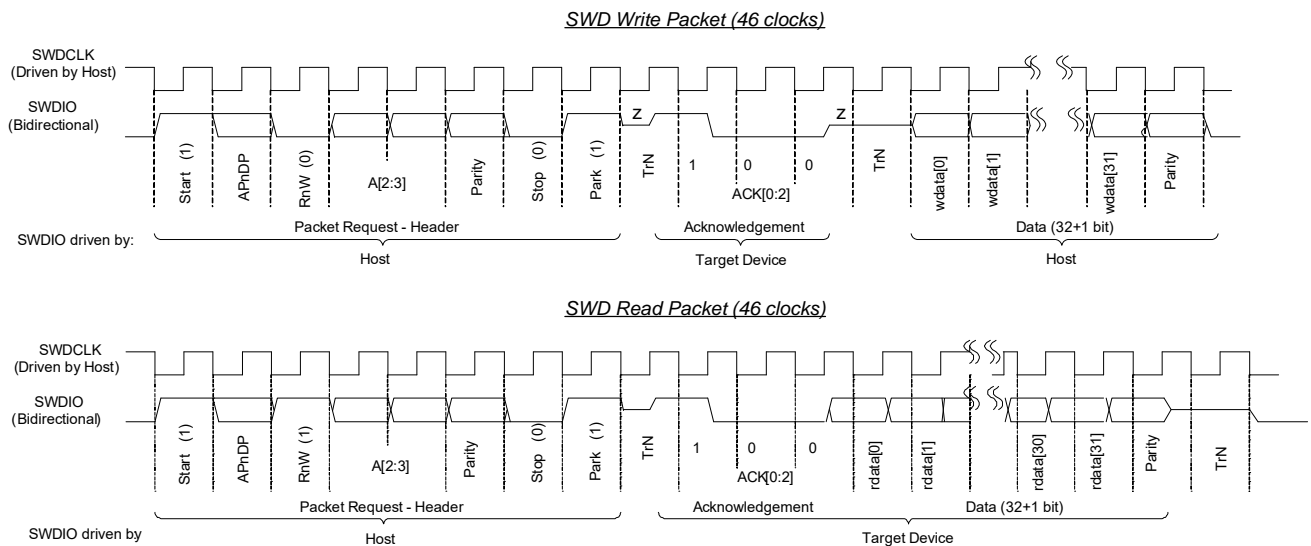 SWD Write Packet (46 clocks)
SWDCLK
(Driven by Host)
SWDIO
(Bidirectional)
Z
Z
Start (1)
APnDP
RnW (0)
A[2:3]
Parity
Stop (0)
Park (1)
TrN
1
0
0
ACK[0:2]
TrN
wdata[0]
wdata[1]
wdata[31]
Parity
SWDIO driven by:
Packet Request - Header
Acknowledgement
Data (32+1 bit)
Host
Target Device
Host
SWD Read Packet (46 clocks)
SWDCLK
(Driven by Host)
SWDIO
(Bidirectional)
Start (1)
APnDP
RnW (1)
A[2:3]
Parity
Stop (0)
Park (1)
TrN
1
0
0
ACK[0:2]
rdata[0]
rdata[1]
rdata[30]
rdata[31]
Parity
TrN
Packet Request - Header
Acknowledgement
Data (32+1 bit)
SWDIO driven by
Host
Target Device